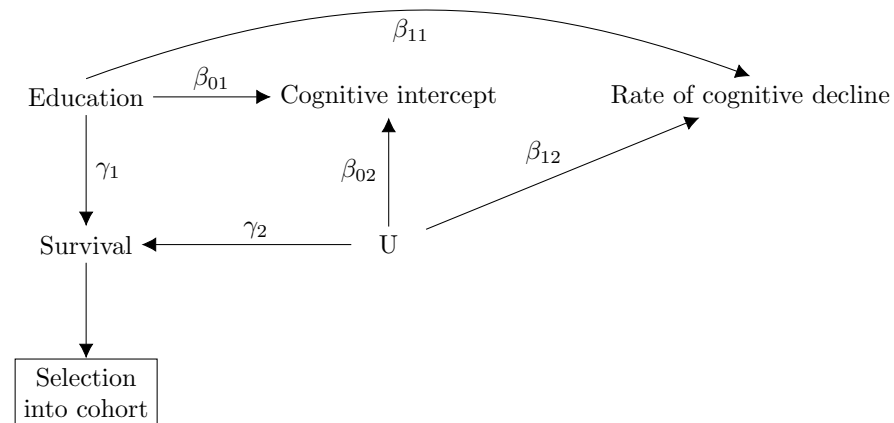 β11
Education
β01
Cognitive intercept
Rate of cognitive decline
γ1
β02
β12
Survival
γ2
U
Selection
into cohort